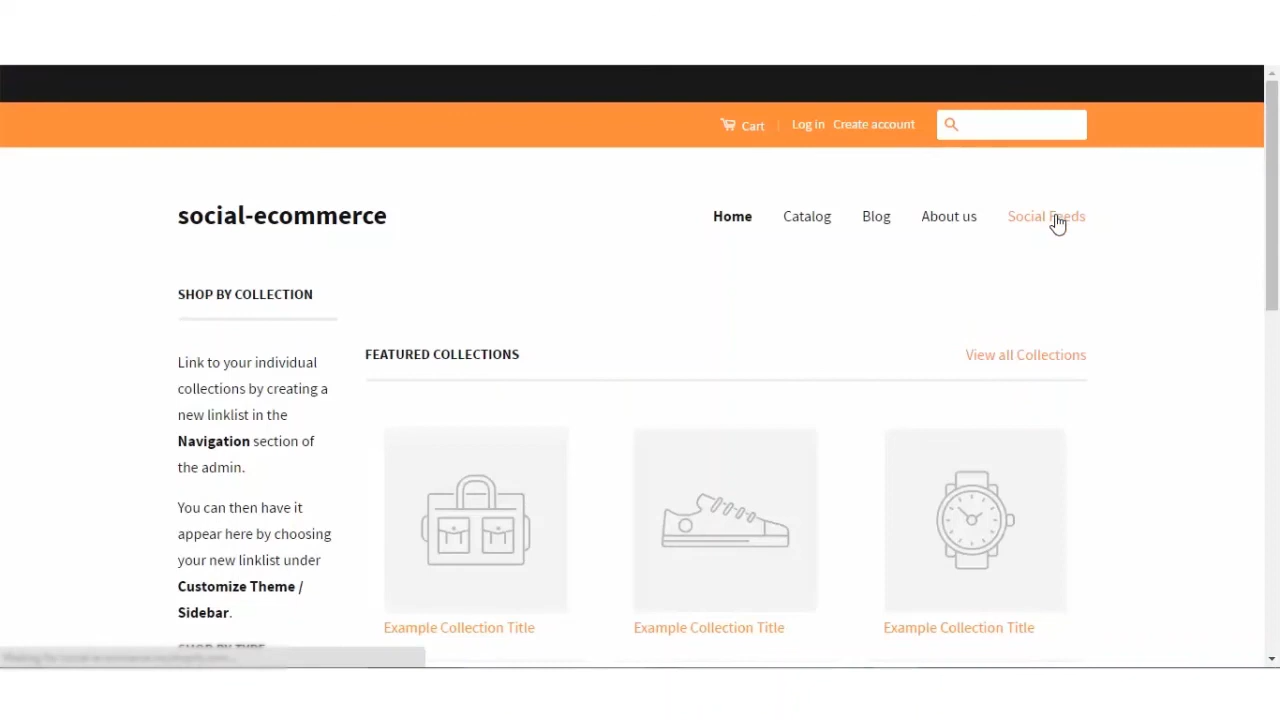 Cart | Log in Create account
social-ecommerce
Home Catalog Blog About us Social Feeds
SHOP BY COLLECTION
Link to your individual
collections by creating a
new linklist in the
Navigation section of
the admin.
You can then have it
appear here by choosing
your new linklist under
Customize Theme /
Sidebar.
SHOP BY TYPE
FEATURED COLLECTIONS
View all Collections
Example Collection Title
Example Collection Title
Example Collection Title